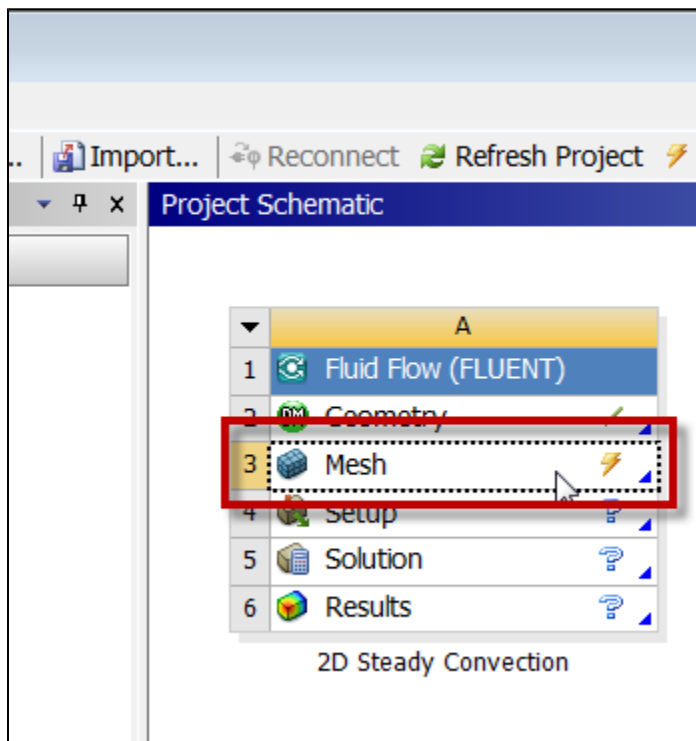 .. Import... Reconnect Refresh Project
Project Schematic
A
1 Fluid Flow (FLUENT)
2 DM Geometry
3 Mesh
4 Setup
5 Solution
6 Results
2D Steady Convection